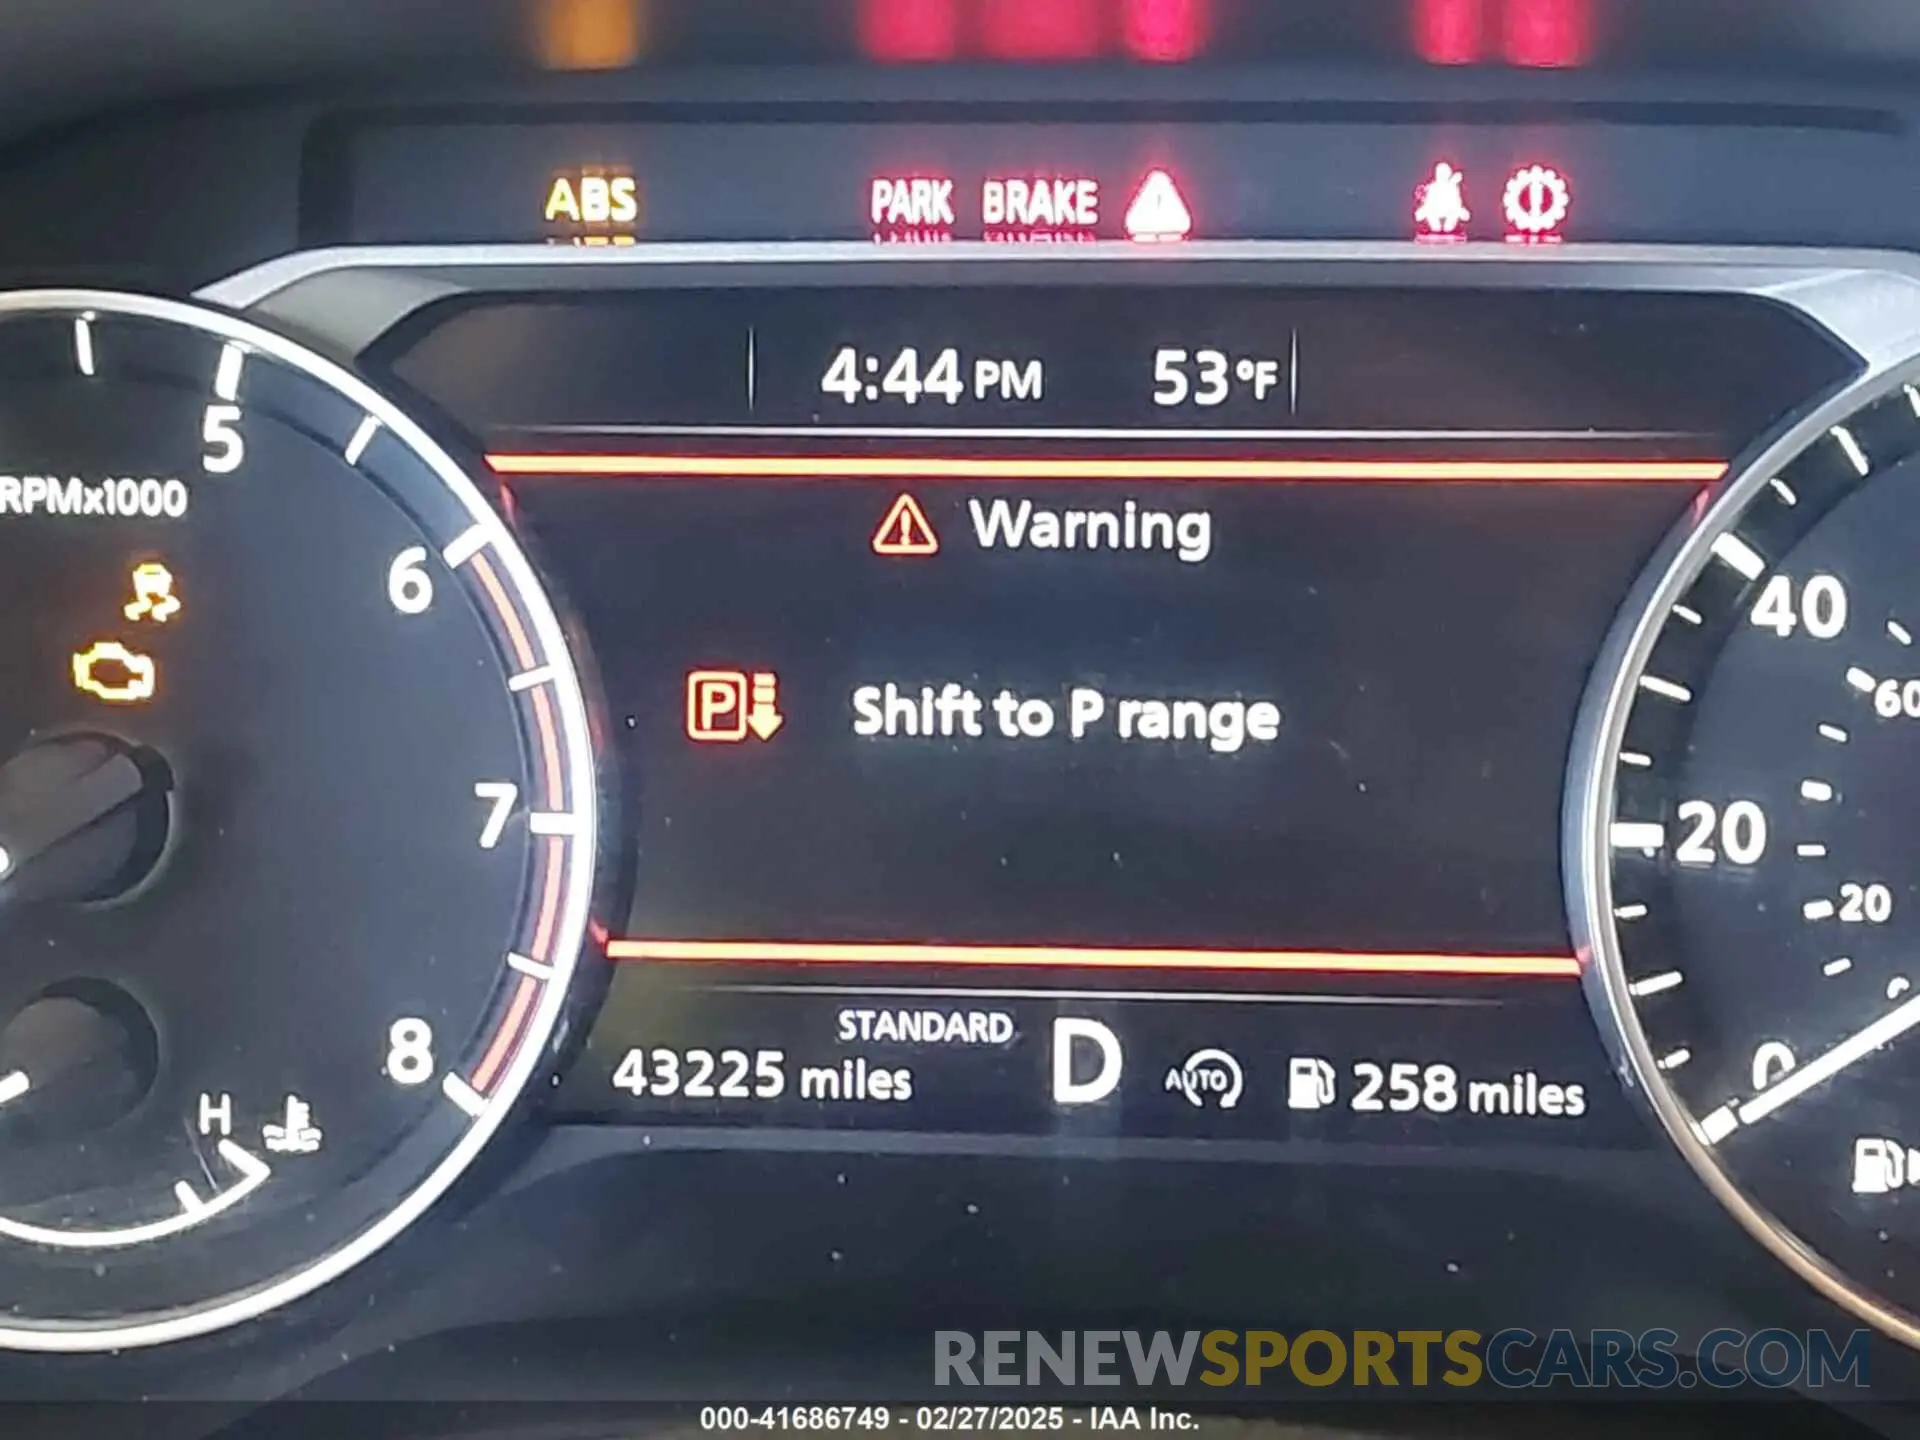 ABS PARK BRAKE
4:44 PM 53°F
5
RPMx1000
Warning
6
40
60
Shift to P range
7
20
20
STANDARD
8
43225 miles D AUTO 258 miles
0
H
RENEWSPORTSCARS.COM
000-41686749 - 02/27/2025 - IAA Inc.